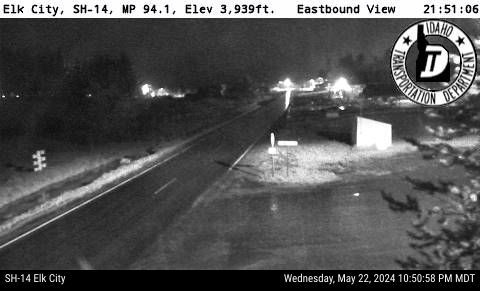 Elk City, SH-14, MP 94.1, Elev 3,939ft. Eastbound View 21:51:06
IDAHO
TRANSPORTATION DEPARTMENT
SH-14 Elk City Wednesday, May 22, 2024 10:50:58 PM MDT